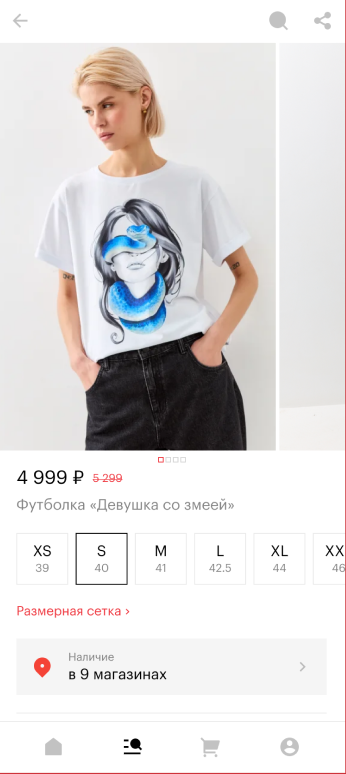 4 999 ₽ 5 299
Футболка «Девушка со змеей»
XS S M L XL XX
39 40 41 42.5 44 46
Размерная сетка ›
Наличие
в 9 магазинах